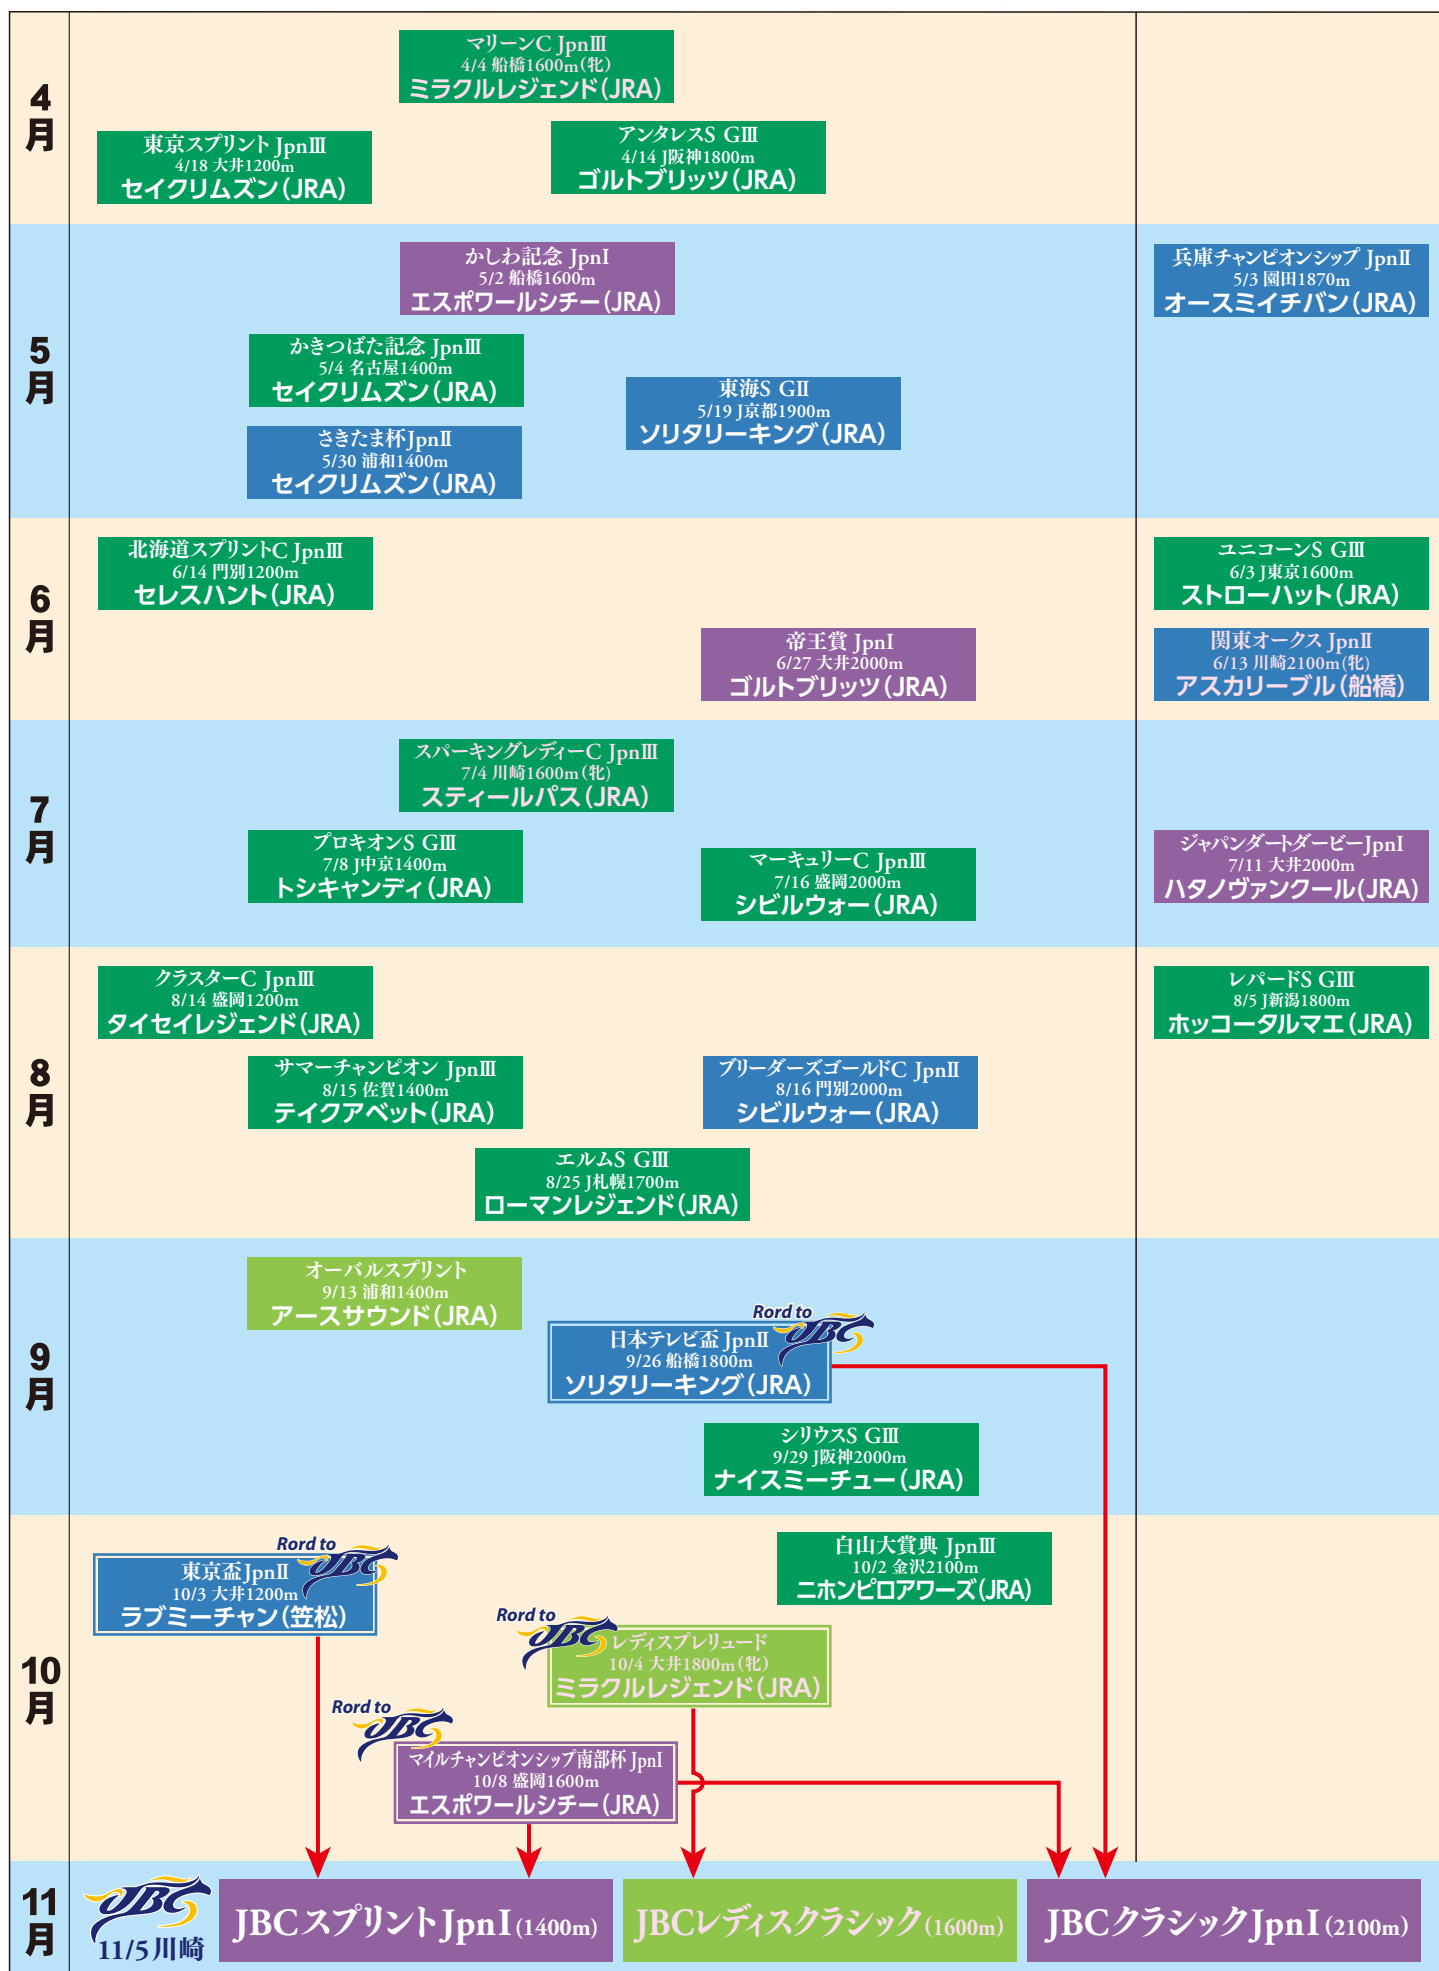 4月
マリーンC JpnⅢ
4/4 船橋1600m(牝)
ミラクルレジェンド(JRA)
東京スプリント JpnⅢ
4/18 大井1200m
セイクリムズン(JRA)
アンタレスS GⅢ
4/14 J阪神1800m
ゴルトブリッツ(JRA)
5月
かしわ記念 JpnⅠ
5/2 船橋1600m
エスポワールシチー(JRA)
兵庫チャンピオンシップ JpnⅡ
5/3 園田1870m
オースミイチバン(JRA)
かきつばた記念 JpnⅢ
5/4 名古屋1400m
セイクリムズン(JRA)
東海S GⅡ
5/19 J京都1900m
ソリタリーキング(JRA)
さきたま杯JpnⅡ
5/30 浦和1400m
セイクリムズン(JRA)
6月
北海道スプリントC JpnⅢ
6/14 門別1200m
セレスハント(JRA)
ユニコーンS GⅢ
6/3 J東京1600m
ストローハット(JRA)
帝王賞 JpnⅠ
6/27 大井2000m
ゴルトブリッツ(JRA)
関東オークス JpnⅡ
6/13 川崎2100m(牝)
アスカリーブル(船橋)
7月
スパーキングレディーC JpnⅢ
7/4 川崎1600m(牝)
スティールパス(JRA)
プロキオンS GⅢ
7/8 J中京1400m
トシキャンディ(JRA)
マーキュリーC JpnⅢ
7/16 盛岡2000m
シビルウォー(JRA)
ジャパンダートダービーJpnⅠ
7/11 大井2000m
ハタノヴァンクール(JRA)
8月
クラスターC JpnⅢ
8/14 盛岡1200m
タイセイレジェンド(JRA)
レパードS GⅢ
8/5 J新潟1800m
ホッコータルマエ(JRA)
サマーチャンピオン JpnⅢ
8/15 佐賀1400m
テイクアベット(JRA)
ブリーダーズゴールドC JpnⅡ
8/16 門別2000m
シビルウォー(JRA)
エルムS GⅢ
8/25 J札幌1700m
ローマンレジェンド(JRA)
9月
オーバルスプリント
9/13 浦和1400m
アースサウンド(JRA)
Rord to
JBC
日本テレビ盃 JpnⅡ
9/26 船橋1800m
ソリタリーキング(JRA)
シリウスS GⅢ
9/29 J阪神2000m
ナイスミーチュー(JRA)
10月
Rord to
JBC
東京盃JpnⅡ
10/3 大井1200m
ラブミーチャン(笠松)
白山大賞典 JpnⅢ
10/2 金沢2100m
ニホンピロアワーズ(JRA)
Rord to
JBC
レディスプレリュード
10/4 大井1800m(牝)
ミラクルレジェンド(JRA)
Rord to
JBC
マイルチャンピオンシップ南部杯 JpnⅠ
10/8 盛岡1600m
エスポワールシチー(JRA)
11月
JBC
11/5川崎
JBCスプリントJpnⅠ(1400m)
JBCレディスクラシック(1600m)
JBCクラシックJpnⅠ(2100m)